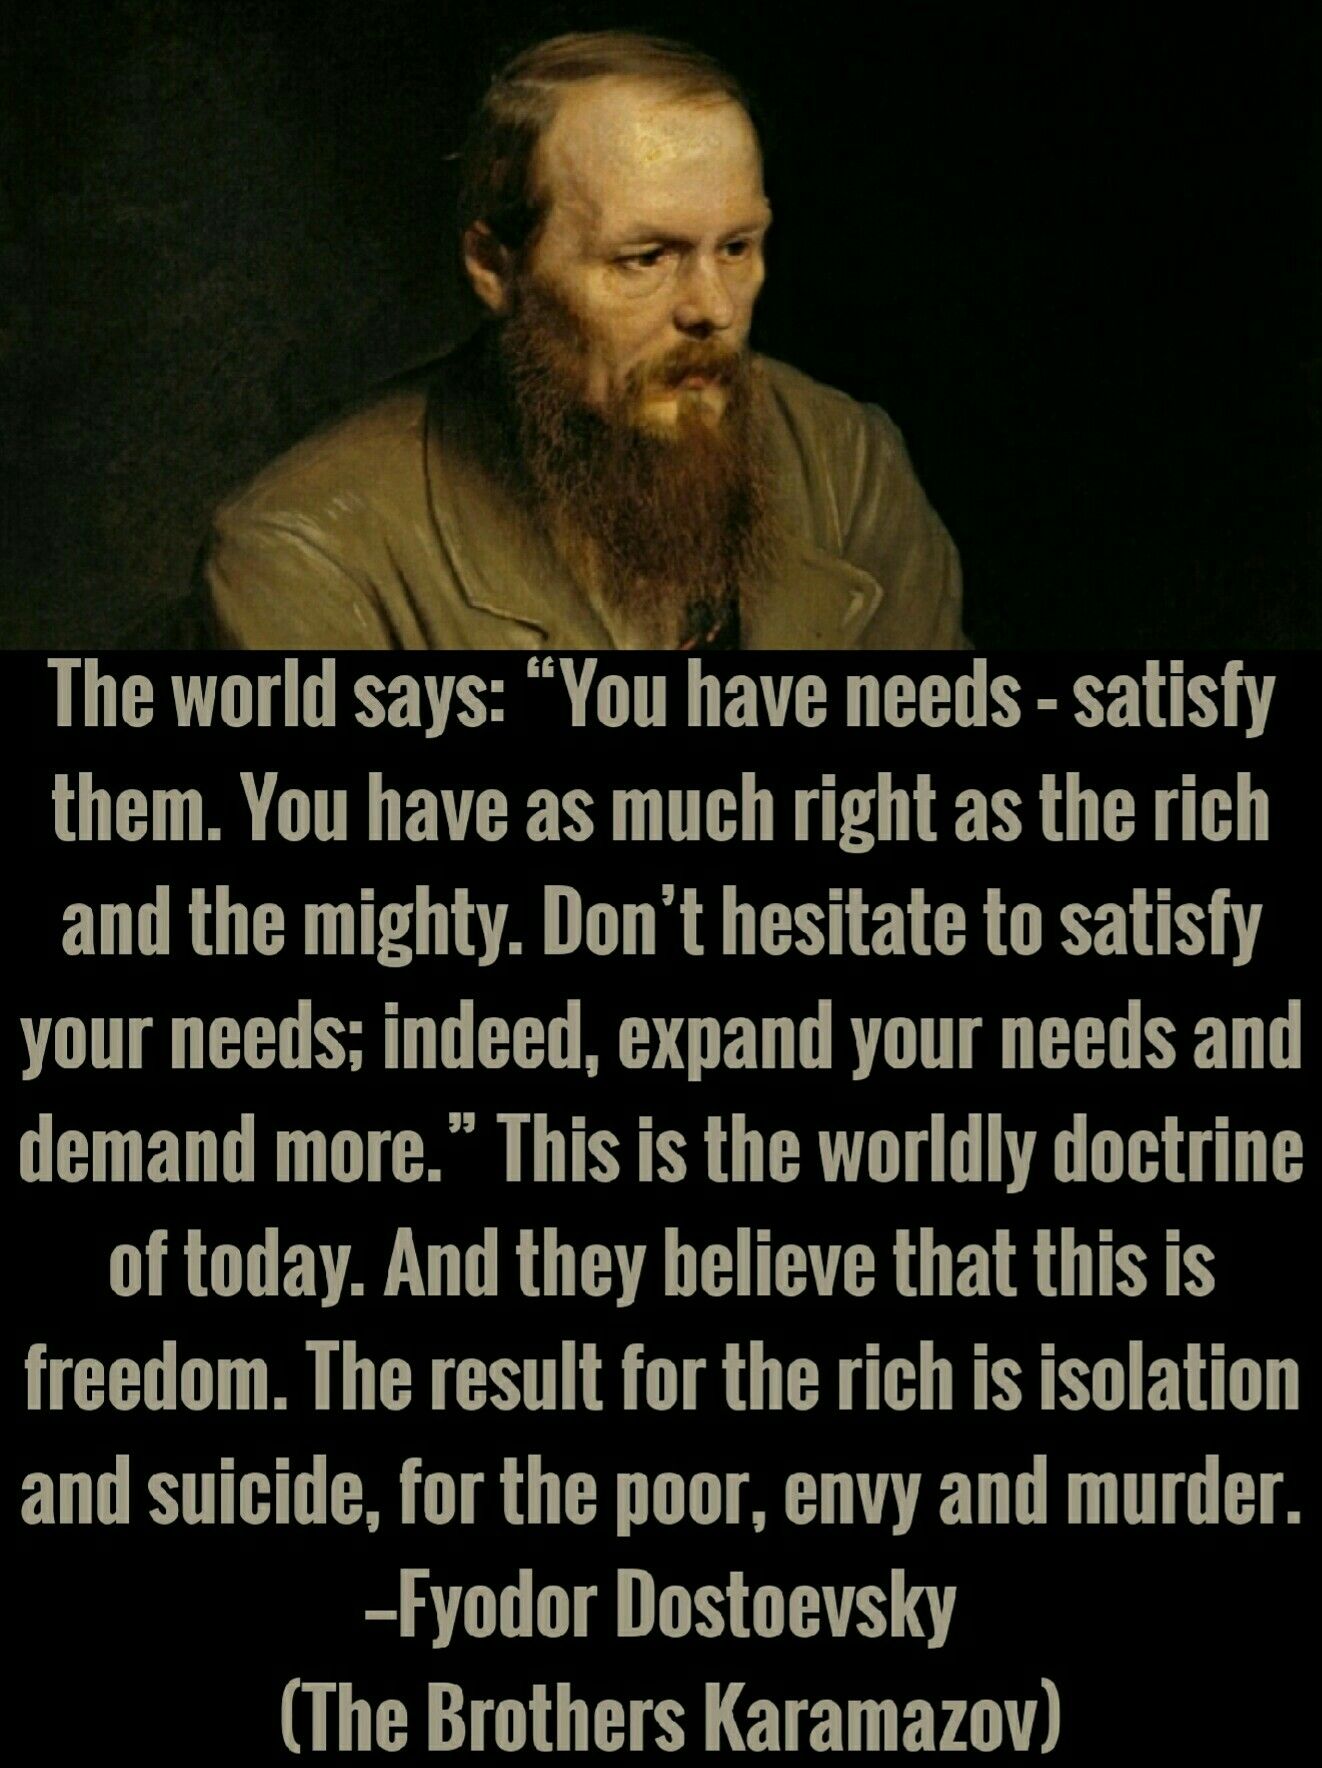 The world says: “You have needs - satisfy
them. You have as much right as the rich
and the mighty. Don’t hesitate to satisfy
your needs; indeed, expand your needs and
demand more.” This is the worldly doctrine
of today. And they believe that this is
freedom. The result for the rich is isolation
and suicide, for the poor, envy and murder.
–Fyodor Dostoevsky
(The Brothers Karamazov)